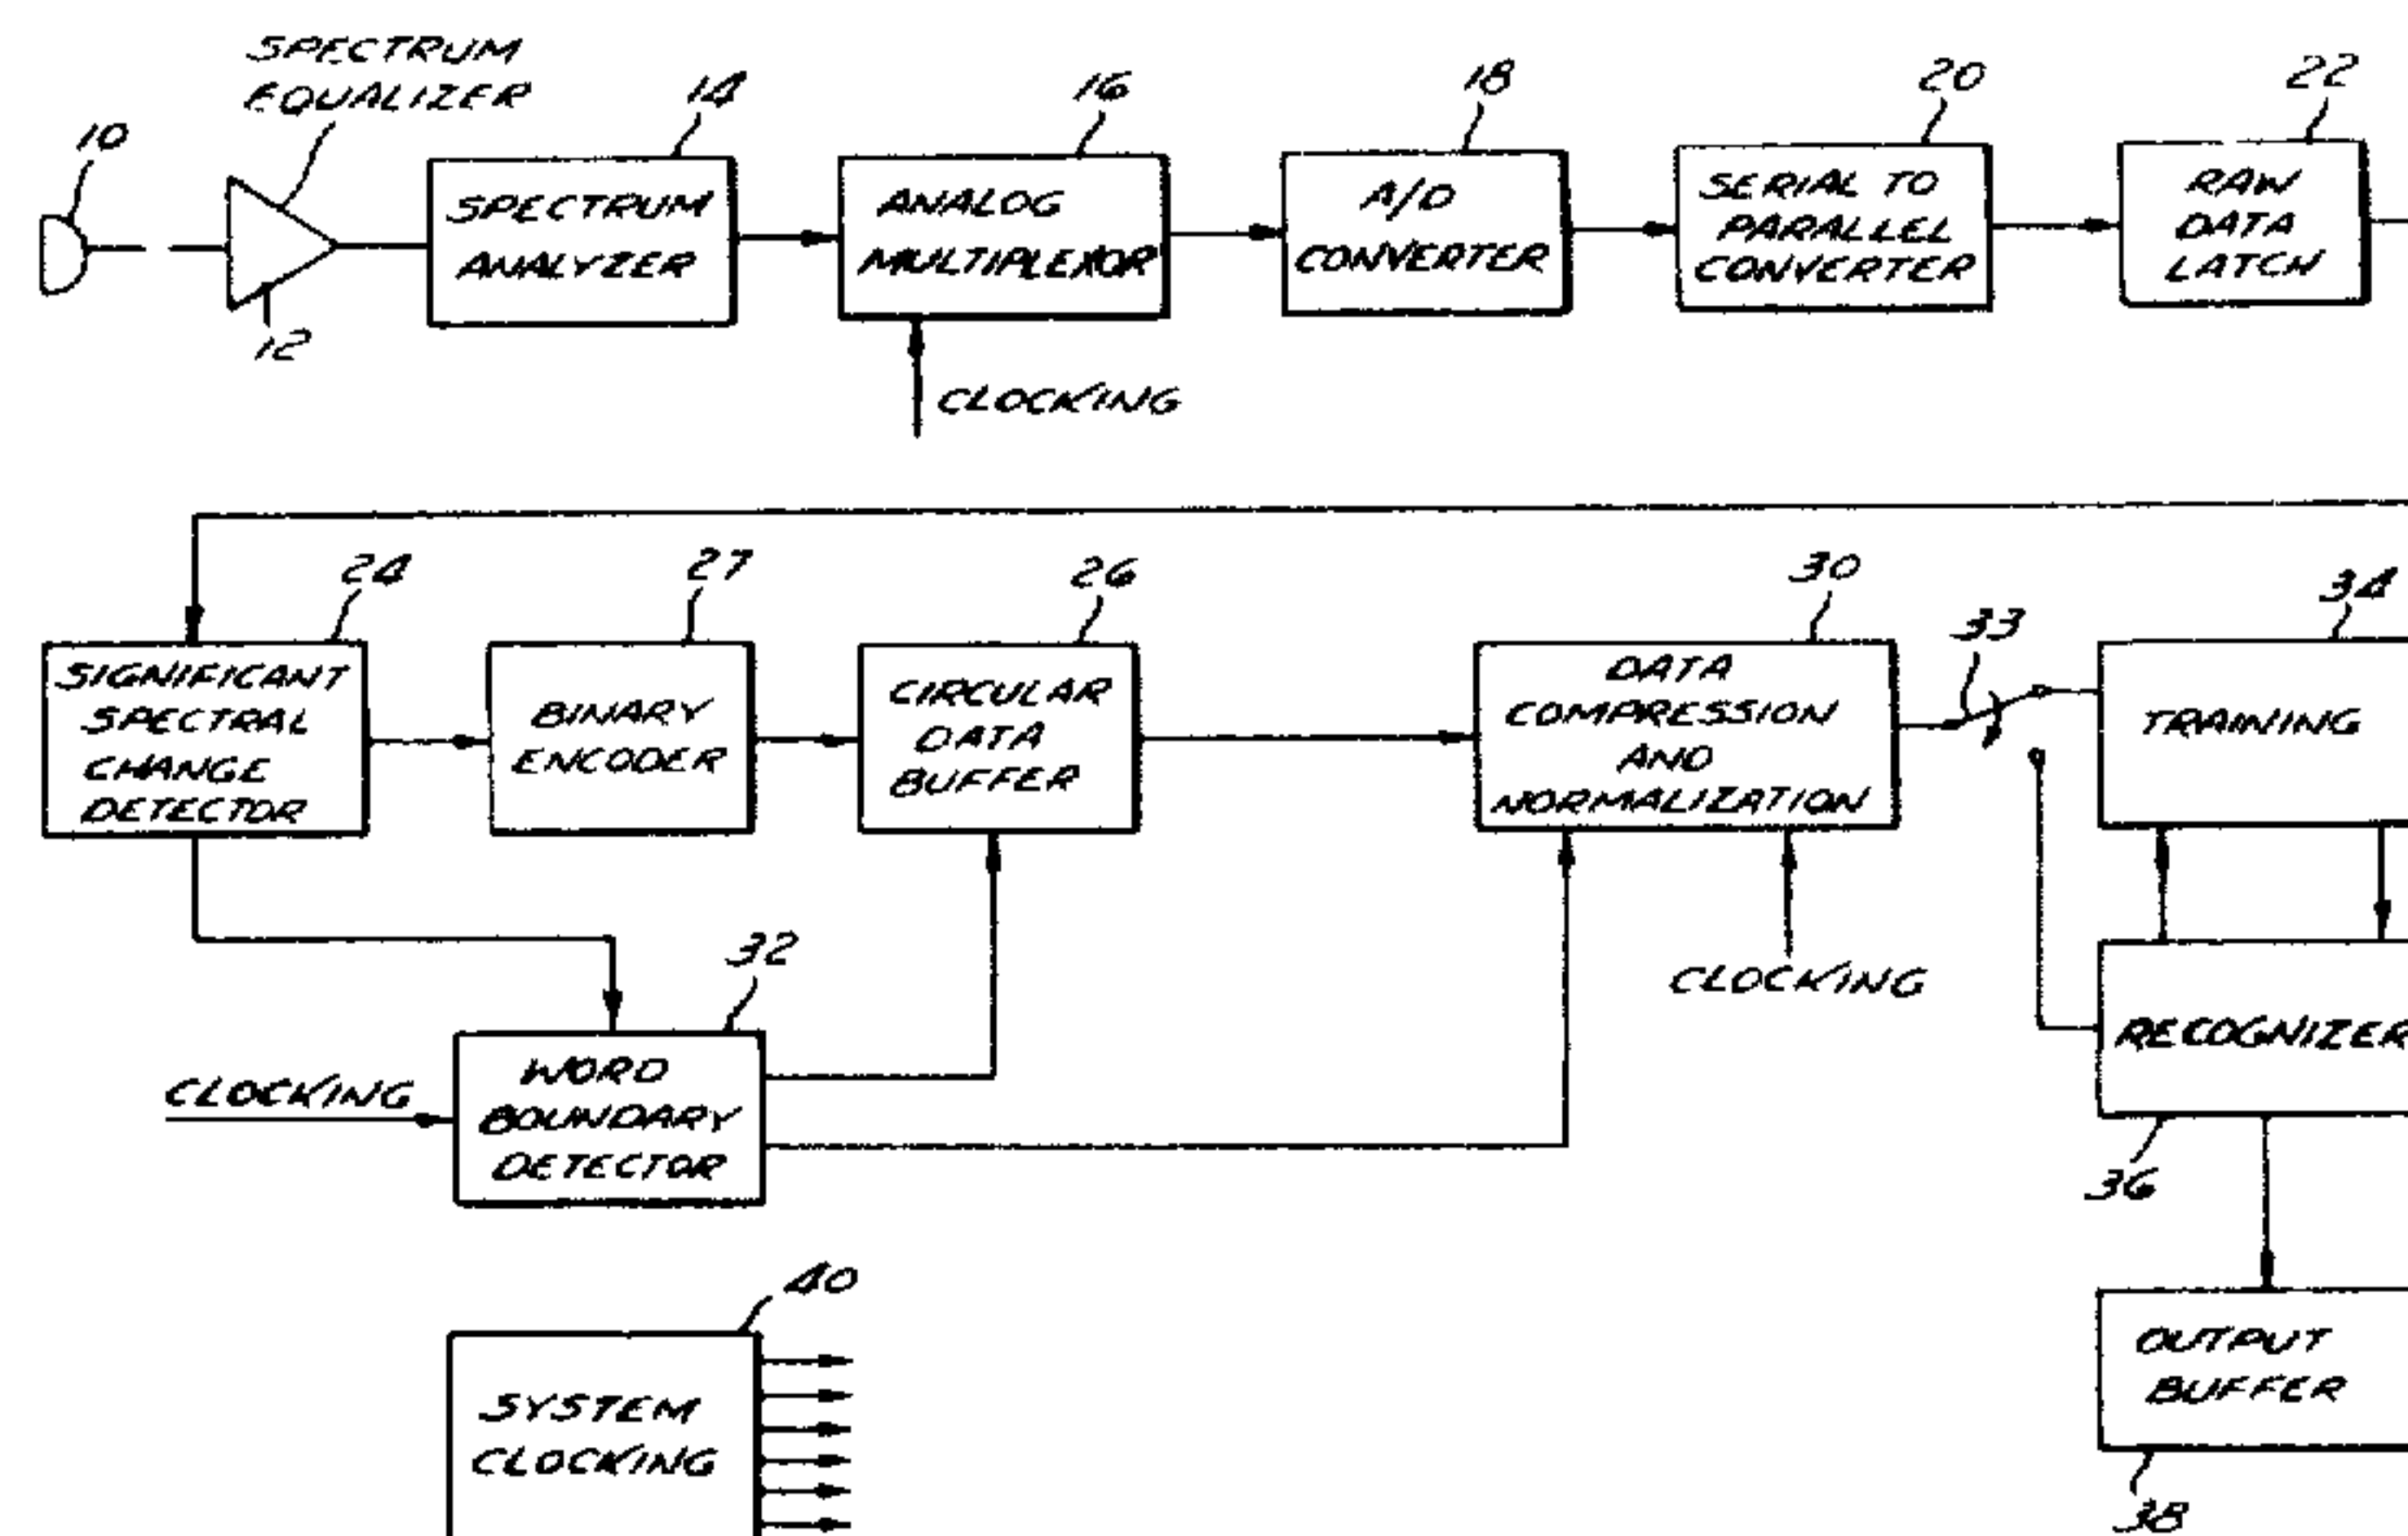 SPECTRUM
EQUALIZER
10
12
14
SPECTRUM
ANALYZER
16
ANALOG
MULTIPLEXOR
CLOCKING
18
A/D
CONVERTER
20
SERIAL TO
PARALLEL
CONVERTER
22
RAW
DATA
LATCH
24
SIGNIFICANT
SPECTRAL
CHANGE
DETECTOR
27
BINARY
ENCODER
26
CIRCULAR
DATA
BUFFER
30
DATA
COMPRESSION
AND
NORMALIZATION
CLOCKING
33
34
TRAINING
32
CLOCKING
WORD
BOUNDARY
DETECTOR
RECOGNIZER
36
40
SYSTEM
CLOCKING
OUTPUT
BUFFER
38